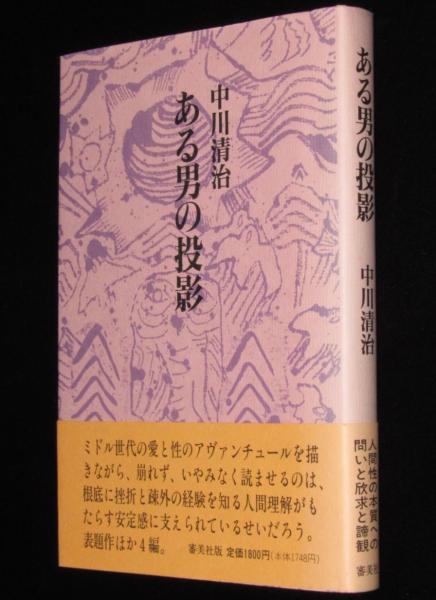 中川清治
ある男の投影
ミドル世代の愛と性のアヴァンチュールを描
きながら、崩れず、いやみなく読ませるのは、
根底に挫折と疎外の経験を知る人間理解がも
たらす安定感に支えられているせいだろう。
表題作ほか４編。
審美社版 定価1800円(本体1748円)
ある男の投影
中川清治
人間性の本質への
問いと欣求と諦観
審美社